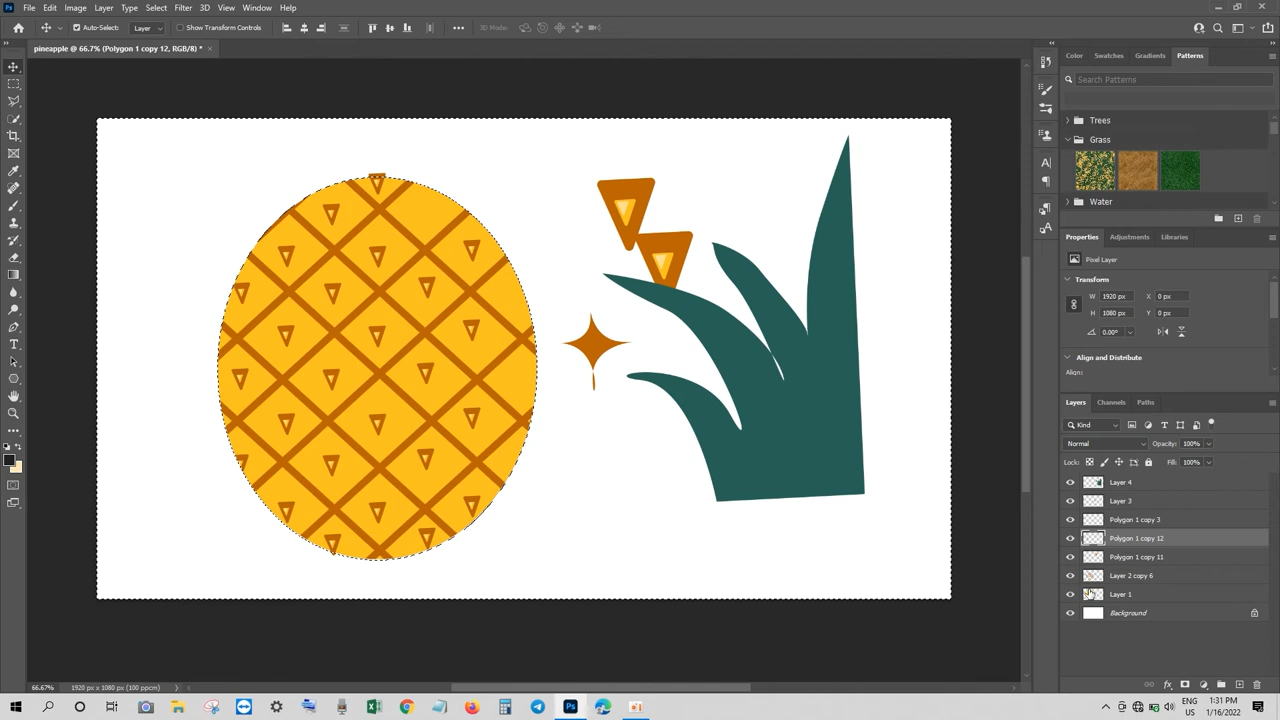 Ps File Edit Image Layer Type Select Filter 3D View Window Help
Auto-Select: Layer Show Transform Controls 3D Mode:
pineapple @ 66.7% (Polygon 1 copy 12, RGB/8) *
Color Swatches Gradients Patterns
Search Patterns
Trees
Grass
Water
Properties Adjustments Libraries
Pixel Layer
Transform
W 1920 px X 0 px
H 1080 px Y 0 px
0.00°
Align and Distribute
Align:
Layers Channels Paths
Kind
Normal Opacity: 100%
Lock: Fill: 100%
Layer 4
Layer 3
Polygon 1 copy 3
Polygon 1 copy 12
Polygon 1 copy 11
Layer 2 copy 6
Layer 1
Background
66.67% 1920 px x 1080 px (100 ppcm)
ENG 1:31 PM
US 1/16/2022